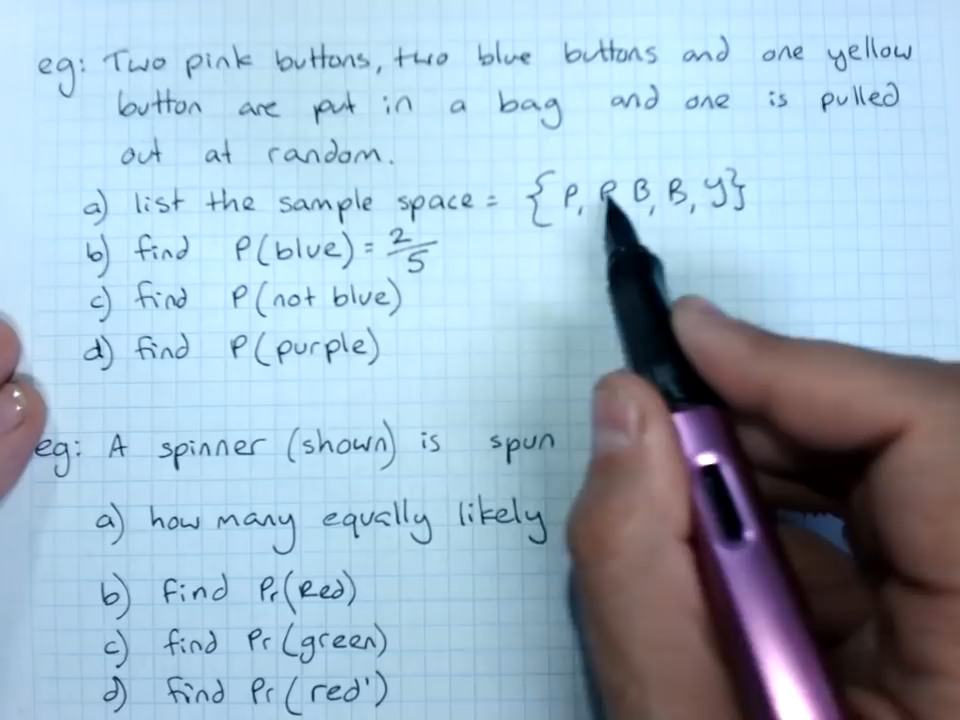 eg: Two pink buttons, two blue buttons and one yellow
button are put in a bag and one is pulled
out at random.
a) list the sample space = {P, P B, B, Y}
b) find P(blue) = 2/5
c) find P(not blue)
d) find P(purple)
eg: A spinner (shown) is spun
a) how many equally likely
b) find Pr(Red)
c) find Pr(green)
d) find Pr(red')